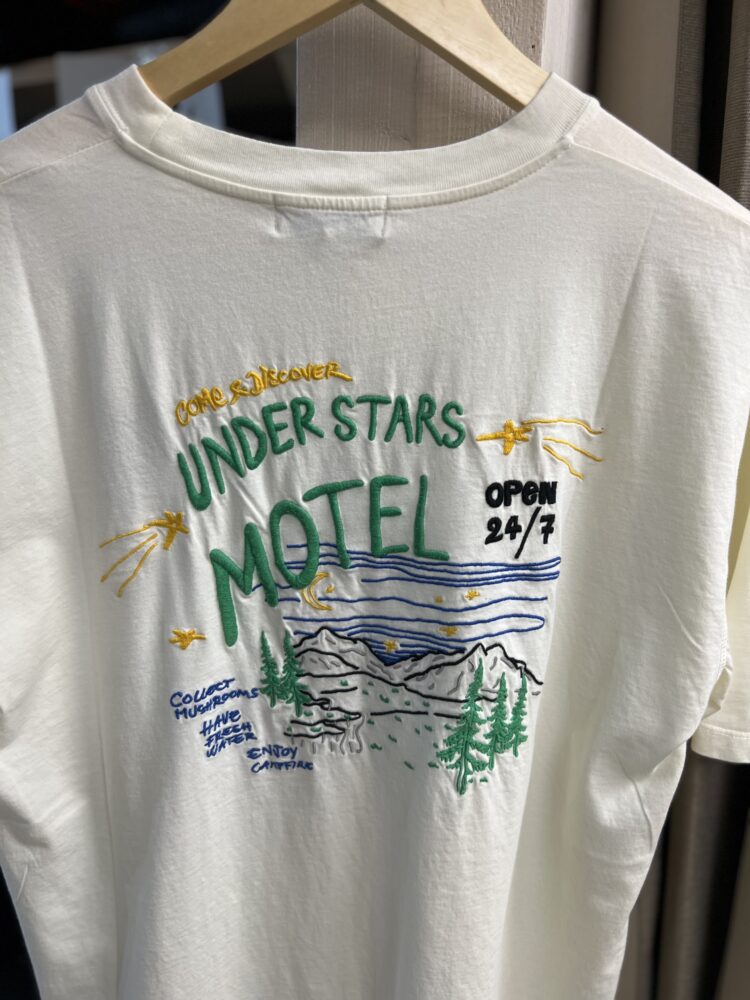 COMe & DISCOVER
UNDER STARS
MOTEL
OPeN
24/7
COLLECT
MUSHROOMS
HAVe
FRESH
WATER
ENJOY
CAMPFIRE